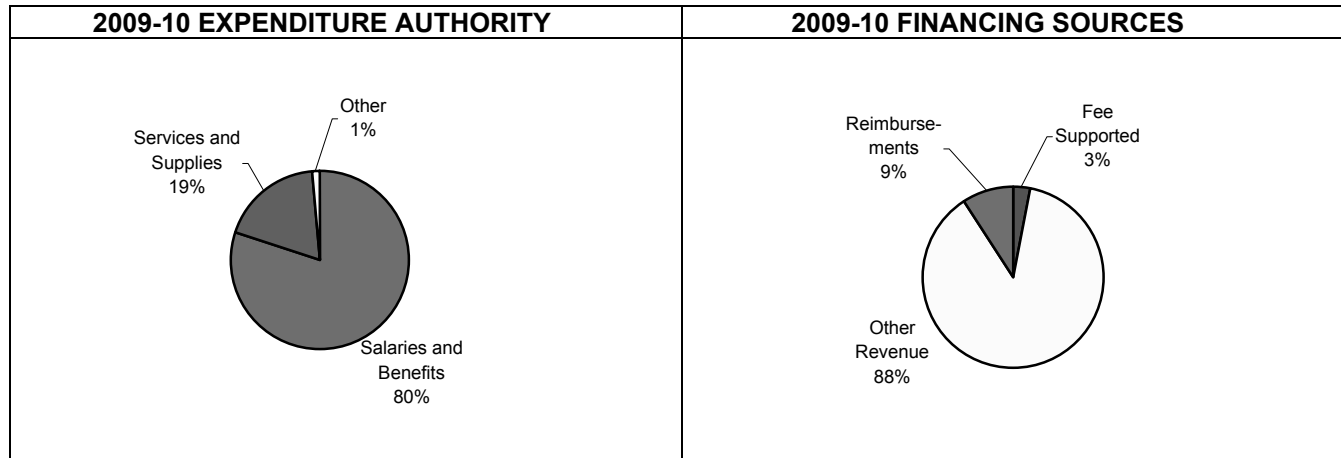 2009-10 EXPENDITURE AUTHORITY
Other
1%
Services and
Supplies
19%
Salaries and
Benefits
80%
2009-10 FINANCING SOURCES
Reimburse-
ments
9%
Fee
Supported
3%
Other
Revenue
88%